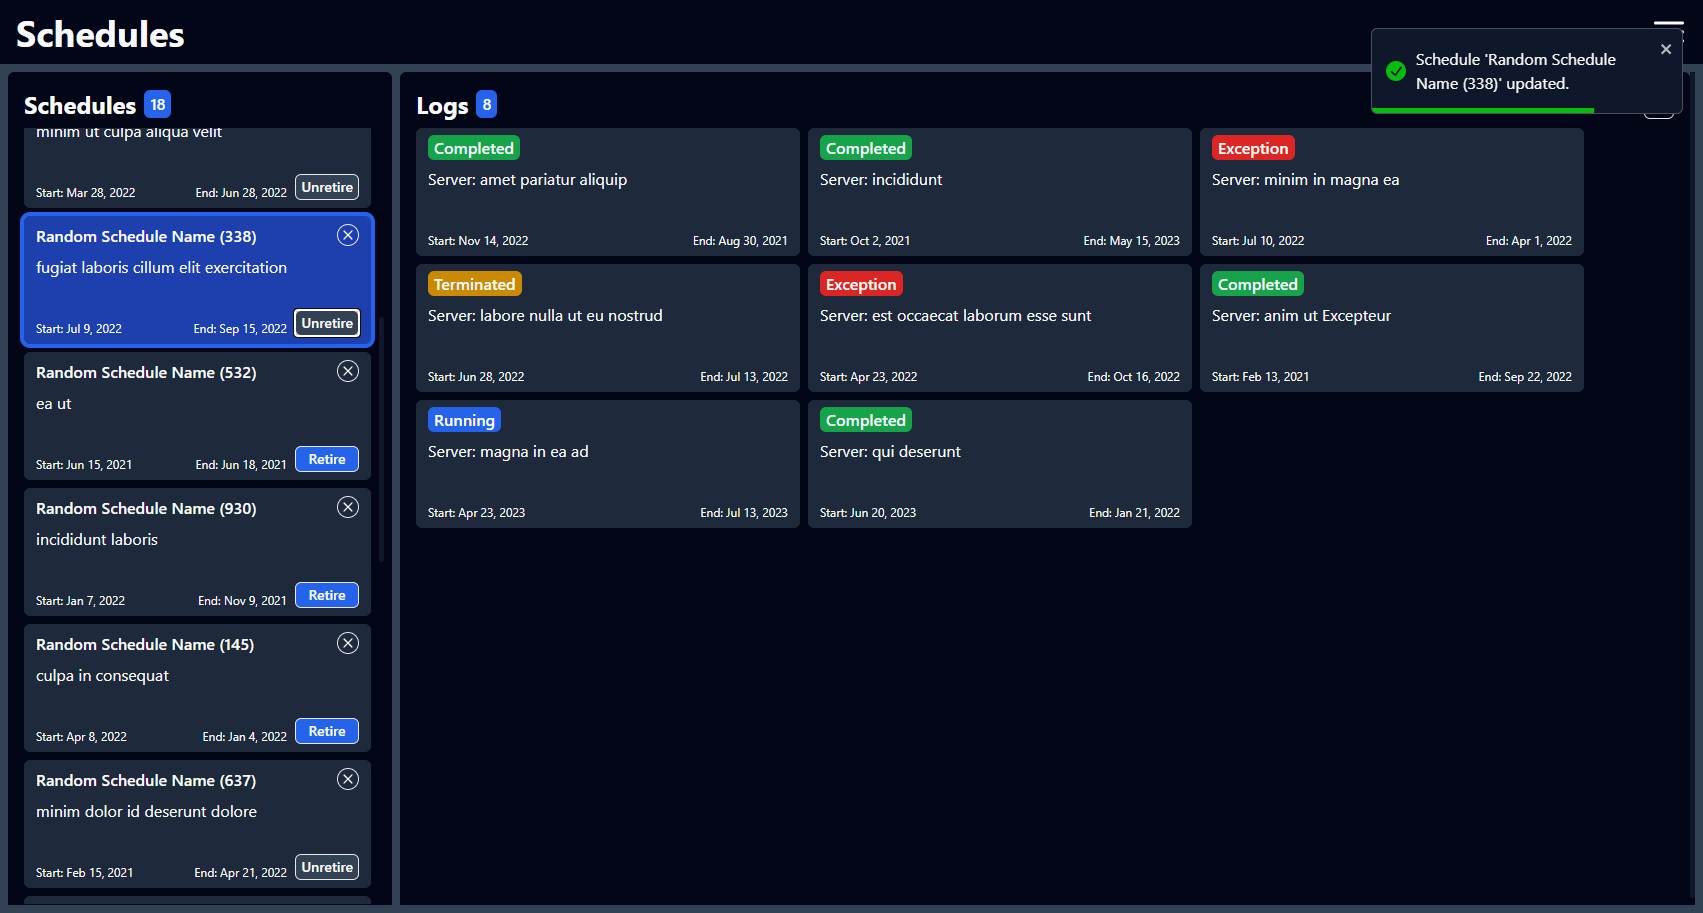 Schedules
Schedule 'Random Schedule
Name (338)' updated.
Schedules 18
minim ut culpa aliqua velit
Start: Mar 28, 2022 End: Jun 28, 2022 Unretire
Random Schedule Name (338)
fugiat laboris cillum elit exercitation
Start: Jul 9, 2022 End: Sep 15, 2022 Unretire
Random Schedule Name (532)
ea ut
Start: Jun 15, 2021 End: Jun 18, 2021 Retire
Random Schedule Name (930)
incididunt laboris
Start: Jan 7, 2022 End: Nov 9, 2021 Retire
Random Schedule Name (145)
culpa in consequat
Start: Apr 8, 2022 End: Jan 4, 2022 Retire
Random Schedule Name (637)
minim dolor id deserunt dolore
Start: Feb 15, 2021 End: Apr 21, 2022 Unretire
Logs 8
Completed
Server: amet pariatur aliquip
Start: Nov 14, 2022 End: Aug 30, 2021
Completed
Server: incididunt
Start: Oct 2, 2021 End: May 15, 2023
Exception
Server: minim in magna ea
Start: Jul 10, 2022 End: Apr 1, 2022
Terminated
Server: labore nulla ut eu nostrud
Start: Jun 28, 2022 End: Jul 13, 2022
Exception
Server: est occaecat laborum esse sunt
Start: Apr 23, 2022 End: Oct 16, 2022
Completed
Server: anim ut Excepteur
Start: Feb 13, 2021 End: Sep 22, 2022
Running
Server: magna in ea ad
Start: Apr 23, 2023 End: Jul 13, 2023
Completed
Server: qui deserunt
Start: Jun 20, 2023 End: Jan 21, 2022